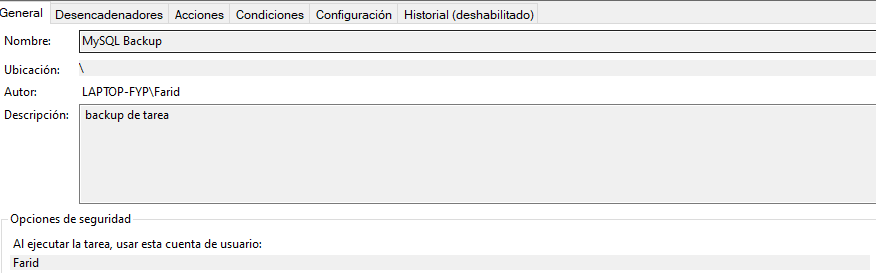 General Desencadenadores Acciones Condiciones Configuración Historial (deshabilitado)
Nombre: MySQL Backup
Ubicación: \
Autor: LAPTOP-FYP\Farid
Descripción: backup de tarea
Opciones de seguridad
Al ejecutar la tarea, usar esta cuenta de usuario:
Farid